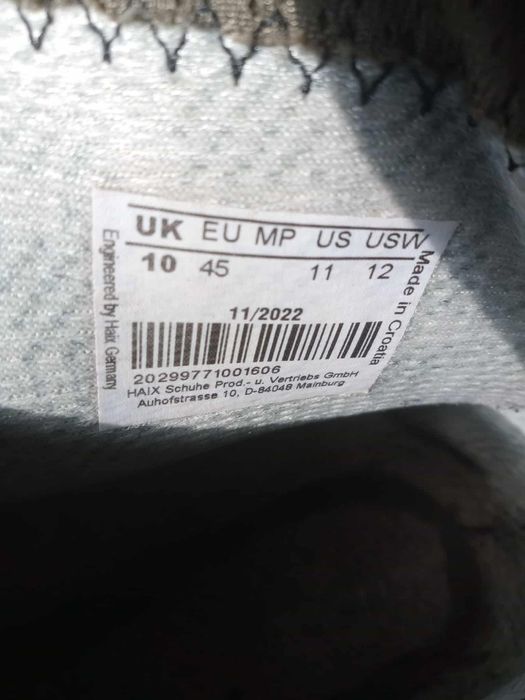 UK EU MP US USW
10 45 11 12
11/2022
20299771001606
HAIX Schuhe Prod.- u. Vertriebs GmbH
Auhofstrasse 10, D-84048 Mainburg
Engineered by Haix Germany
Made in Croatia